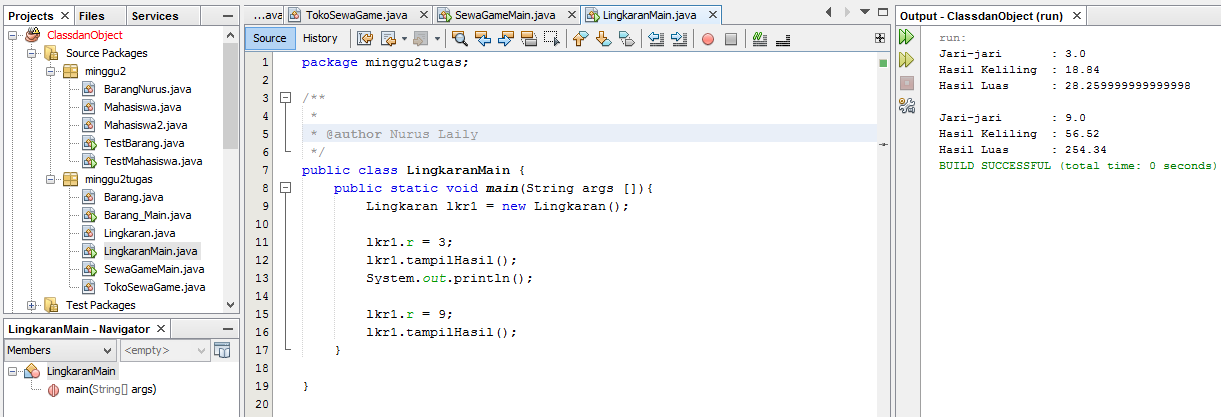 Projects
Files
Services
ClassdanObject
Source Packages
minggu2
BarangNurus.java
Mahasiswa.java
Mahasiswa2.java
TestBarang.java
TestMahasiswa.java
minggu2tugas
Barang.java
Barang_Main.java
Lingkaran.java
LingkaranMain.java
SewaGameMain.java
TokoSewaGame.java
Test Packages
LingkaranMain - Navigator
Members
<empty>
LingkaranMain
main(String[] args)
...ava
TokoSewaGame.java
SewaGameMain.java
LingkaranMain.java
Source
History
1 package minggu2tugas;
2
3 /**
4 *
5 * @author Nurus Laily
6 */
7 public class LingkaranMain {
8 public static void main(String args []){
9 Lingkaran lkr1 = new Lingkaran();
10
11 lkr1.r = 3;
12 lkr1.tampilHasil();
13 System.out.println();
14
15 lkr1.r = 9;
16 lkr1.tampilHasil();
17 }
18
19 }
20
Output - ClassdanObject (run)
run:
Jari-jari : 3.0
Hasil Keliling : 18.84
Hasil Luas : 28.259999999999998
Jari-jari : 9.0
Hasil Keliling : 56.52
Hasil Luas : 254.34
BUILD SUCCESSFUL (total time: 0 seconds)